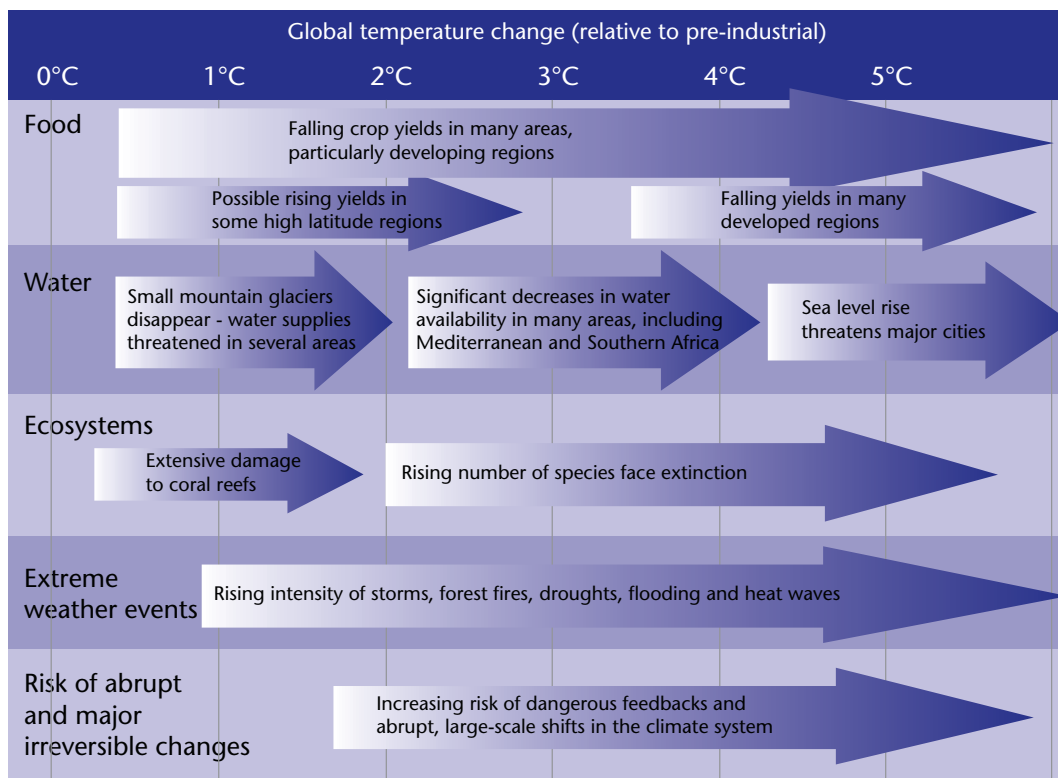 Global temperature change (relative to pre-industrial)
0°C 1°C 2°C 3°C 4°C 5°C
Food
Falling crop yields in many areas,
particularly developing regions
Possible rising yields in
some high latitude regions
Falling yields in many
developed regions
Water
Small mountain glaciers
disappear - water supplies
threatened in several areas
Significant decreases in water
availability in many areas, including
Mediterranean and Southern Africa
Sea level rise
threatens major cities
Ecosystems
Extensive damage
to coral reefs
Rising number of species face extinction
Extreme
weather events
Rising intensity of storms, forest fires, droughts, flooding and heat waves
Risk of abrupt
and major
irreversible changes
Increasing risk of dangerous feedbacks and
abrupt, large-scale shifts in the climate system